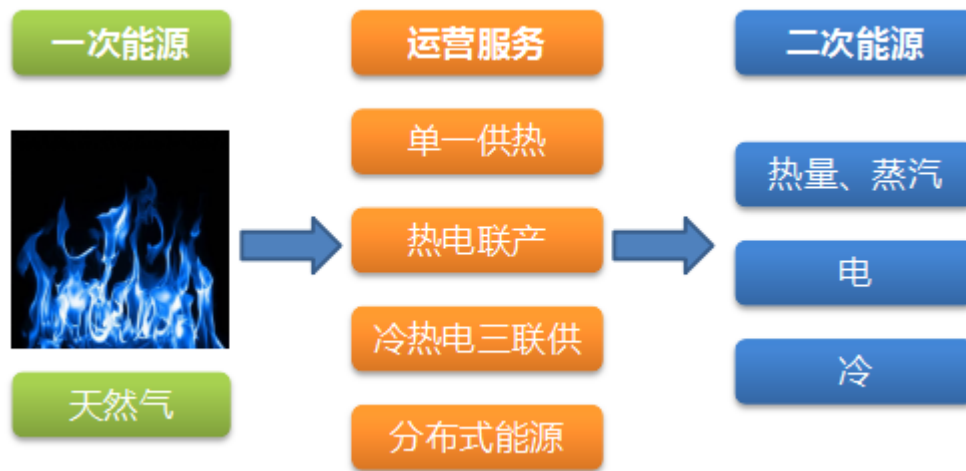 一次能源
运营服务
二次能源
单一供热
热电联产
冷热电三联供
分布式能源
天然气
热量、蒸汽
电
冷